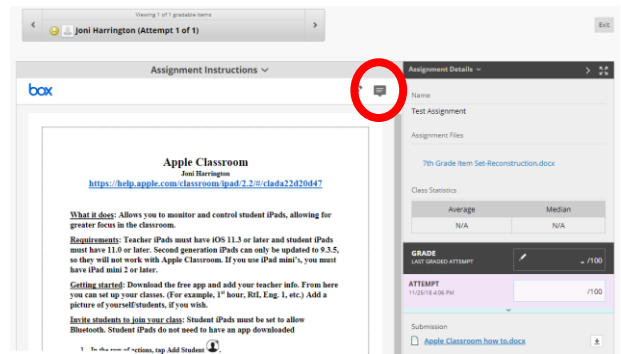 Viewing 1 of 1 gradable items
Joni Harrington (Attempt 1 of 1)
Exit
Assignment Instructions
box
Apple Classroom
Joni Harrington
https://help.apple.com/classroom/ipad/2.2/#/clada22d20d47
What it does: Allows you to monitor and control student iPads, allowing for
greater focus in the classroom.
Requirements: Teacher iPads must have iOS 11.3 or later and student iPads
must have 11.0 or later. Second generation iPads can only be updated to 9.3.5,
so they will not work with Apple Classroom. If you use iPad mini's, you must
have iPad mini 2 or later.
Getting started: Download the free app and add your teacher info. From here
you can set up your classes. (For example, 1st hour, RtI, Eng. 1, etc.) Add a
picture of yourself/students, if you wish.
Invite students to join your class: Student iPads must be set to allow
Bluetooth. Student iPads do not need to have an app downloaded
1. In the row of actions, tap Add Student
Assignment Details
Name
Test Assignment
Assignment Files
7th Grade Item Set-Reconstruction.docx
Class Statistics
Average Median
N/A N/A
GRADE
LAST GRADED ATTEMPT
- /100
ATTEMPT
11/25/18 4:06 PM
/100
Submission
Apple Classroom how to.docx